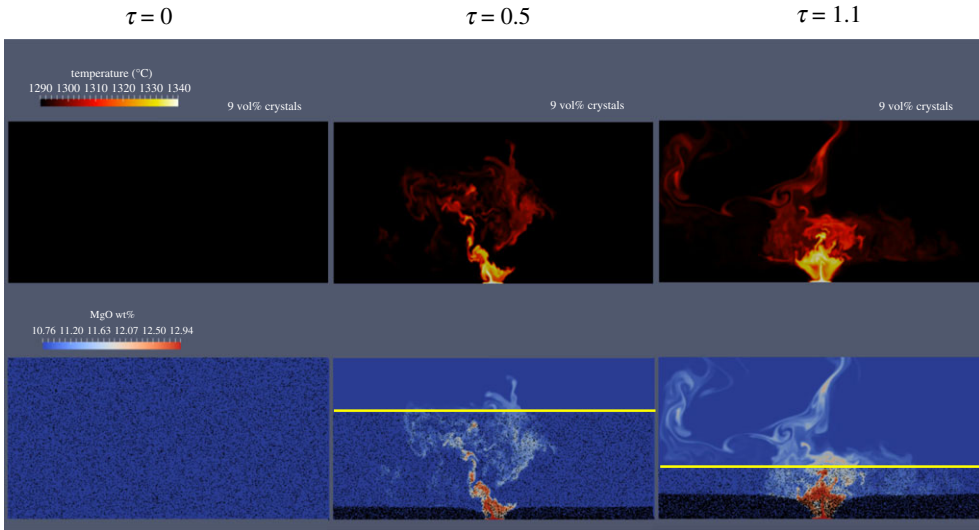 τ = 0 τ = 0.5 τ = 1.1
temperature (°C)
1290 1300 1310 1320 1330 1340
9 vol% crystals 9 vol% crystals 9 vol% crystals
MgO wt%
10.76 11.20 11.63 12.07 12.50 12.94